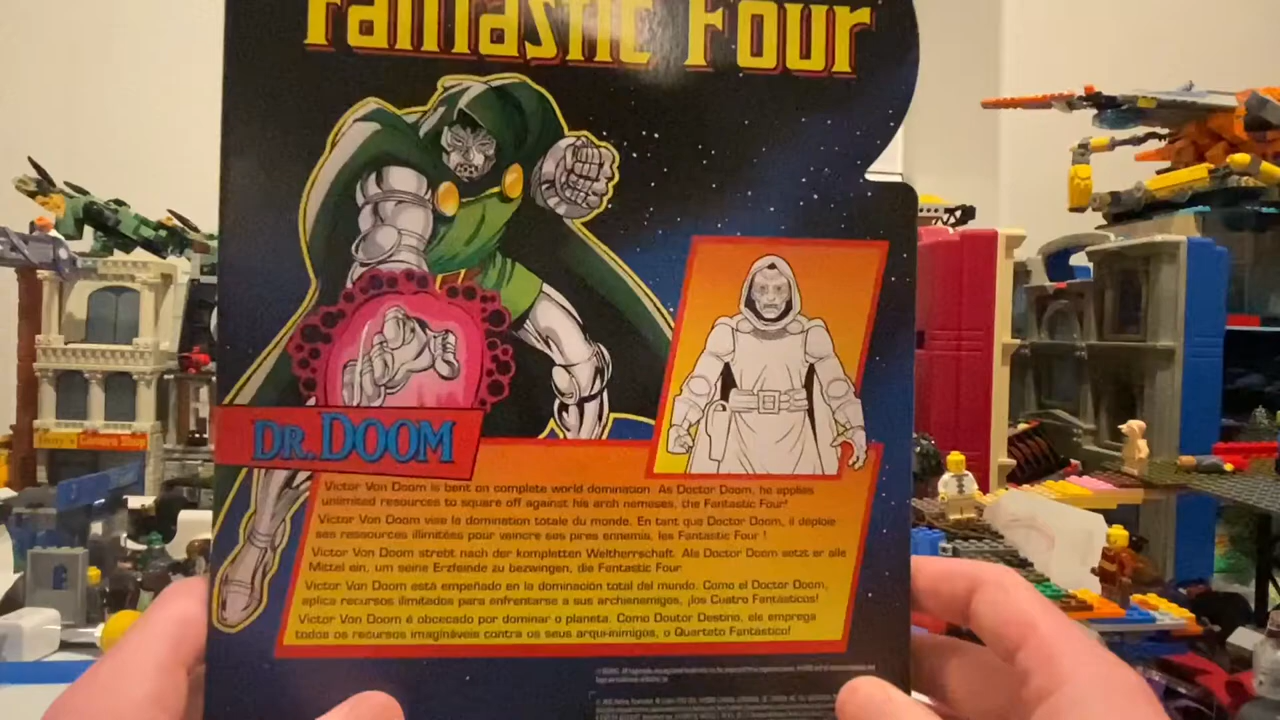 Fantastic Four
DR. DOOM
Victor Von Doom is bent on complete world domination. As Doctor Doom, he applies
unlimited resources to square off against his arch nemeses, the Fantastic Four!
Victor Von Doom vise la domination totale du monde. En tant que Doctor Doom, il déploie
ses ressources illimitées pour vaincre ses pires ennemis, les Fantastic Four !
Victor Von Doom strebt nach der kompletten Weltherrschaft. Als Doctor Doom setzt er alle
Mittel ein, um seine Erzfeinde zu bezwingen, die Fantastic Four.
Victor Von Doom está empeñado en la dominación total del mundo. Como el Doctor Doom,
aplica recursos ilimitados para enfrentarse a sus archienemigos, ¡los Cuatro Fantásticos!
Victor Von Doom é obcecado por dominar o planeta. Como Doutor Destino, ele emprega
todos os recursos imagináveis contra os seus arqui-inimigos, o Quarteto Fantástico!
Camera Shop